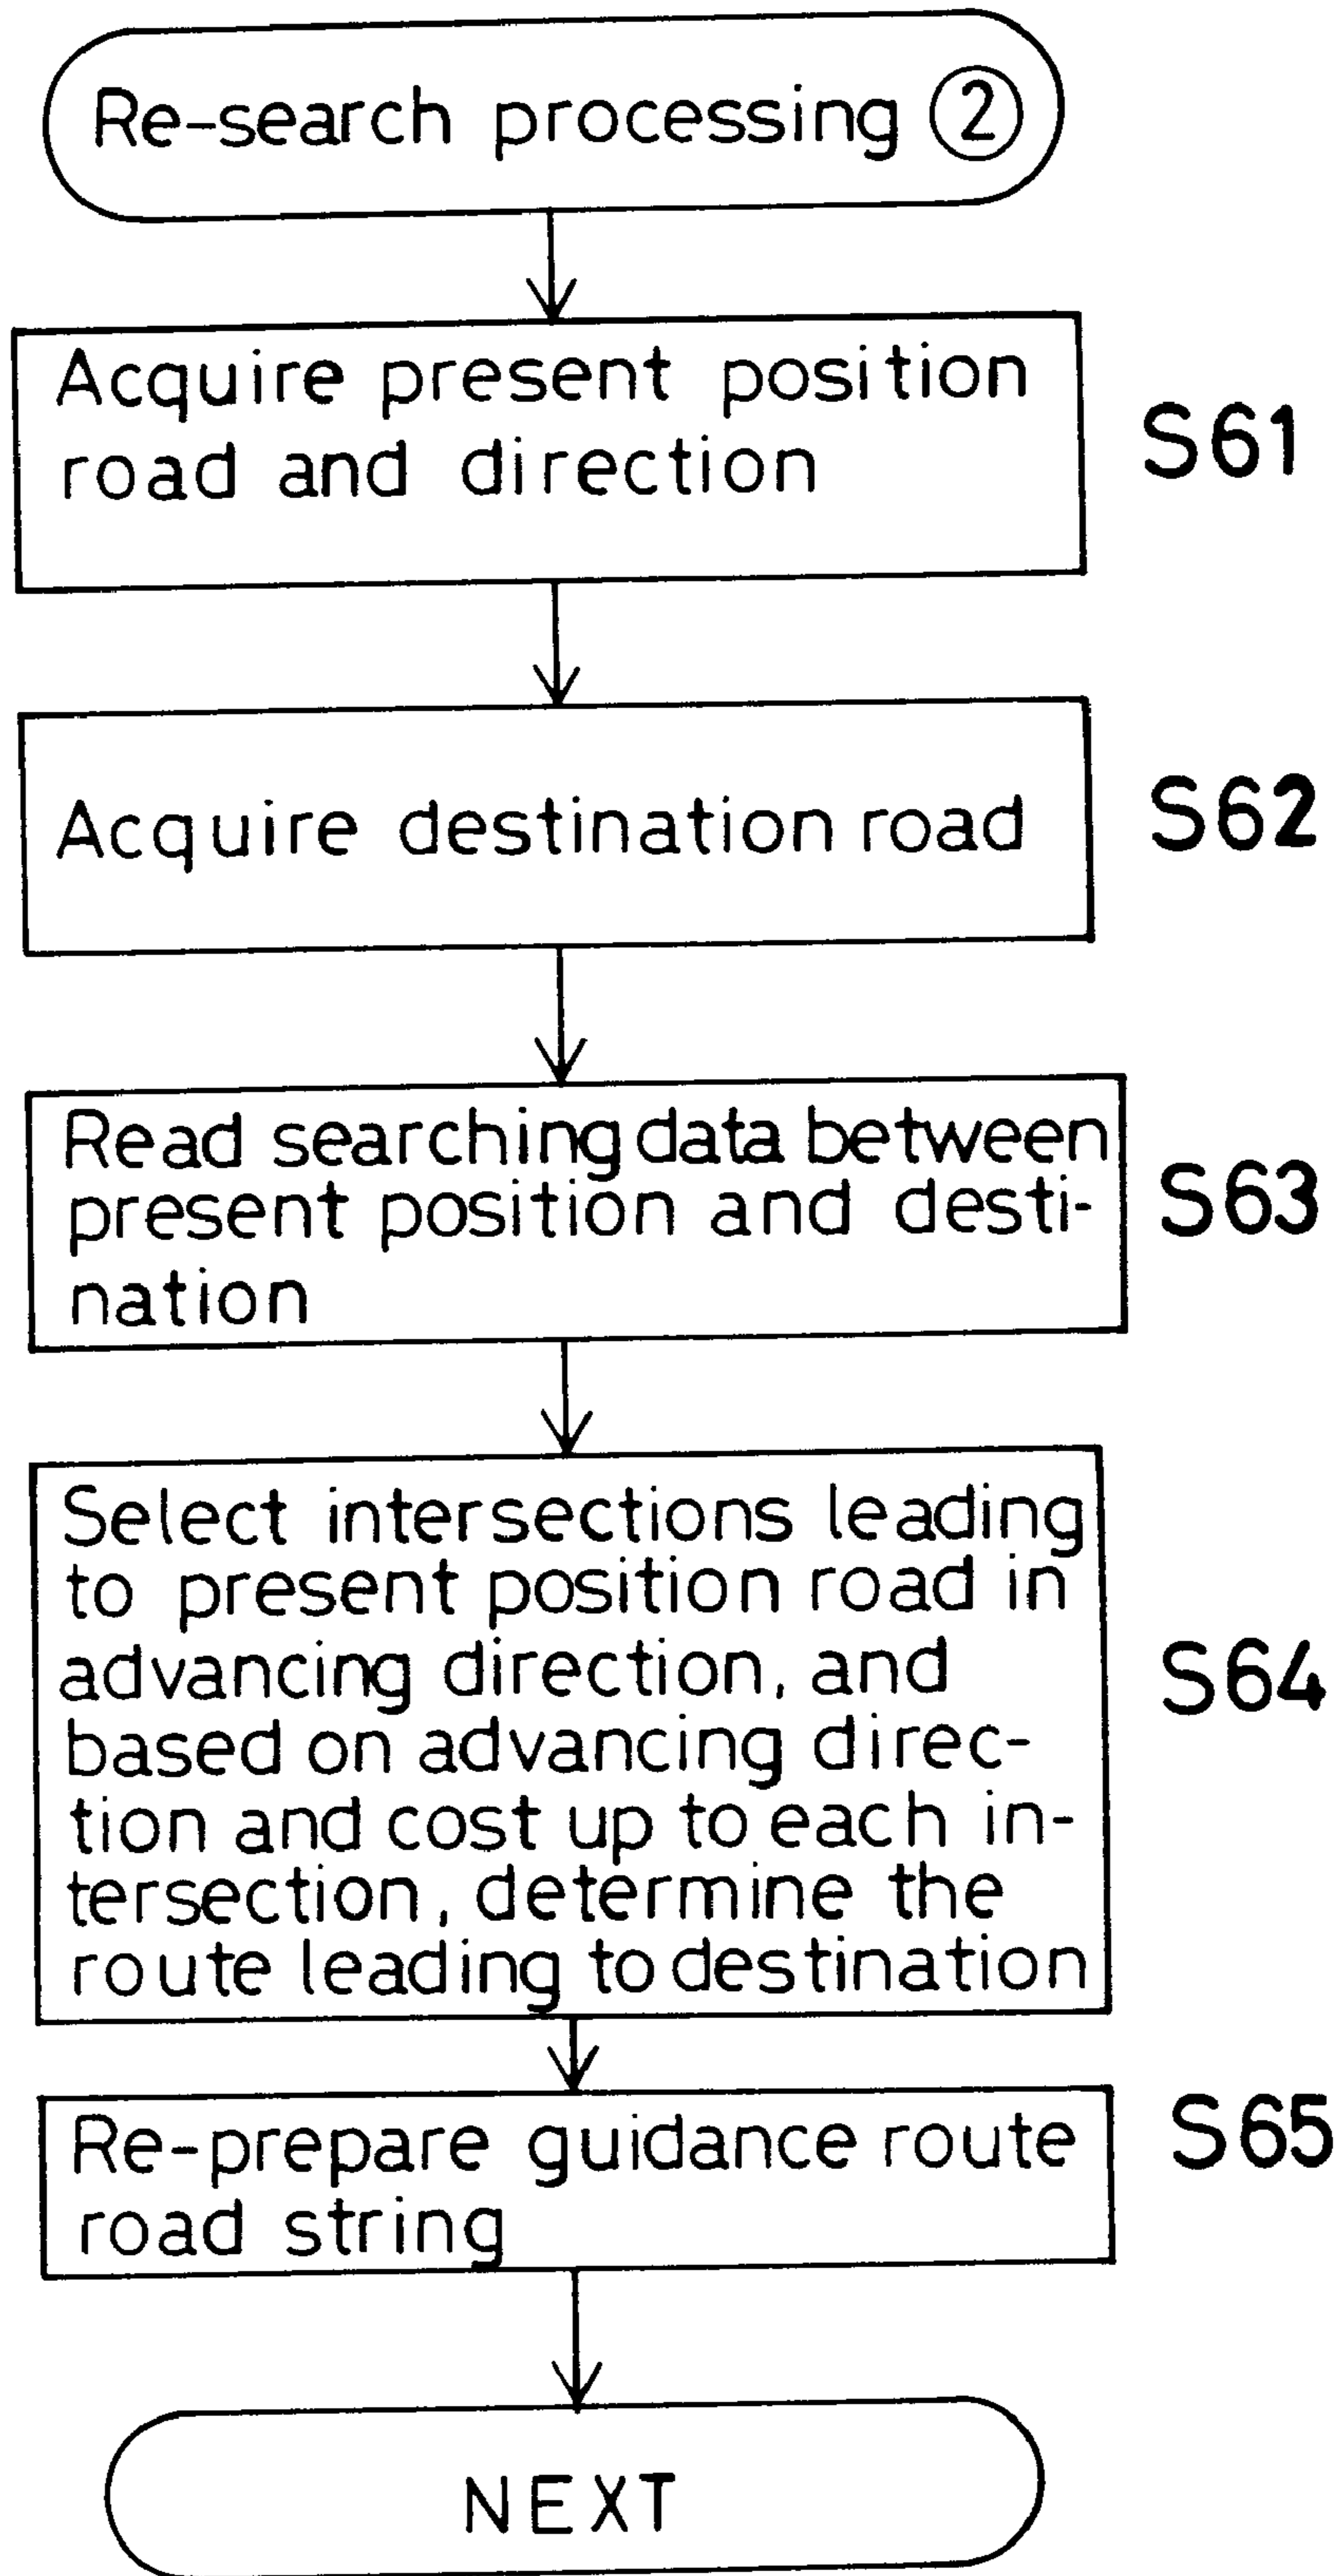 Re-search processing ②
Acquire present position
road and direction
S61
Acquire destination road
S62
Read searching data between
present position and desti-
nation
S63
Select intersections leading
to present position road in
advancing direction, and
based on advancing direc-
tion and cost up to each in-
tersection, determine the
route leading to destination
S64
Re-prepare guidance route
road string
S65
NEXT